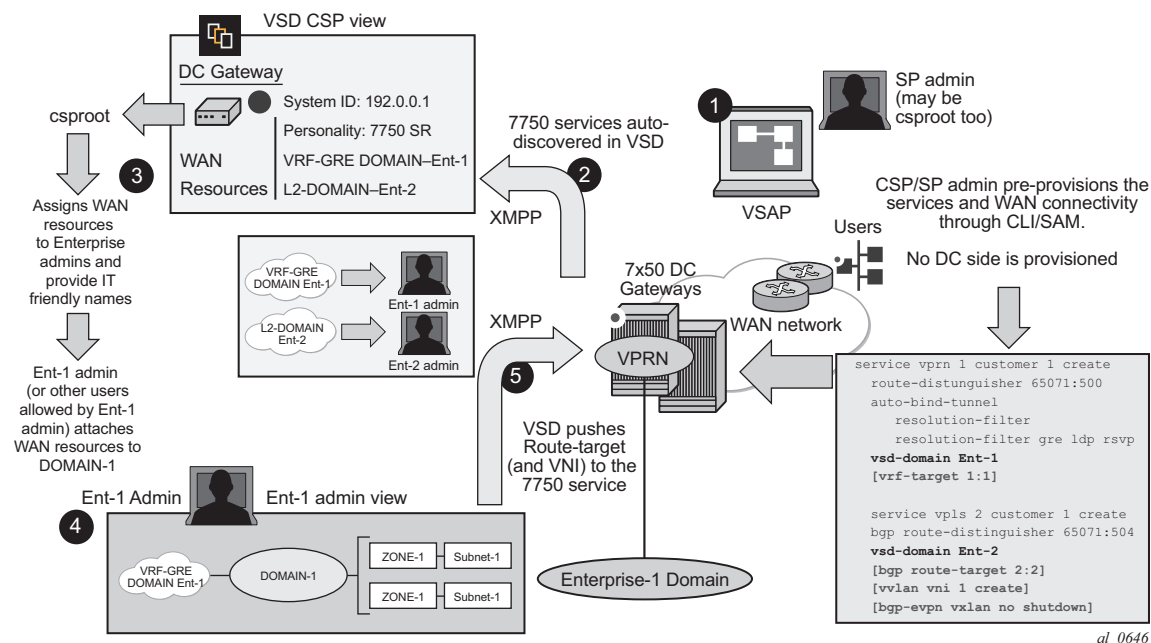 VSD CSP view
DC Gateway
System ID: 192.0.0.1
Personality: 7750 SR
WAN
Resources
VRF-GRE DOMAIN–Ent-1
L2-DOMAIN–Ent-2
csproot
3
Assigns WAN
resources
to Enterprise
admins and
provide IT
friendly names
Ent-1 admin
(or other users
allowed by Ent-1
admin) attaches
WAN resources to
DOMAIN-1
7750 services auto-
discovered in VSD
2
XMPP
1
VSAP
SP admin
(may be
csproot too)
CSP/SP admin pre-provisions the
services and WAN connectivity
through CLI/SAM.
No DC side is provisioned
Users
7x50 DC
Gateways
WAN network
VPRN
VRF-GRE
DOMAIN Ent-1
Ent-1 admin
L2-DOMAIN
Ent-2
Ent-2 admin
XMPP
5
VSD pushes
Route-target
(and VNI) to the
7750 service
service vprn 1 customer 1 create
route-distunguisher 65071:500
auto-bind-tunnel
resolution-filter
resolution-filter gre ldp rsvp
vsd-domain Ent-1
[vrf-target 1:1]
service vpls 2 customer 1 create
bgp route-distinguisher 65071:504
vsd-domain Ent-2
[bgp route-target 2:2]
[vvlan vni 1 create]
[bgp-evpn vxlan no shutdown]
Ent-1 Admin
Ent-1 admin view
4
VRF-GRE
DOMAIN Ent-1
DOMAIN-1
ZONE-1
Subnet-1
ZONE-1
Subnet-1
Enterprise-1 Domain
al_0646